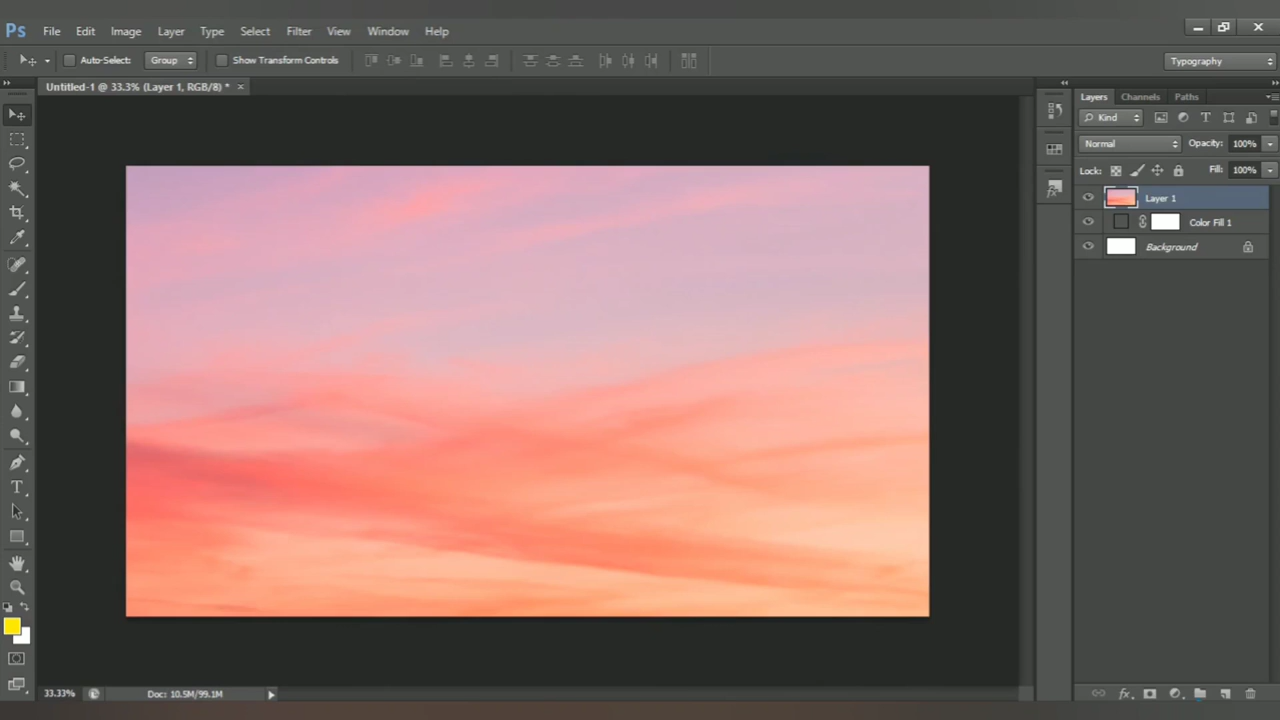 Ps File Edit Image Layer Type Select Filter View Window Help
Auto-Select: Group Show Transform Controls Typography
Untitled-1 @ 33.3% (Layer 1, RGB/8) * ×
Layers Channels Paths
Kind
Normal Opacity: 100%
Lock: Fill: 100%
Layer 1
Color Fill 1
Background
T
33.33% Doc: 10.5M/99.1M
fx